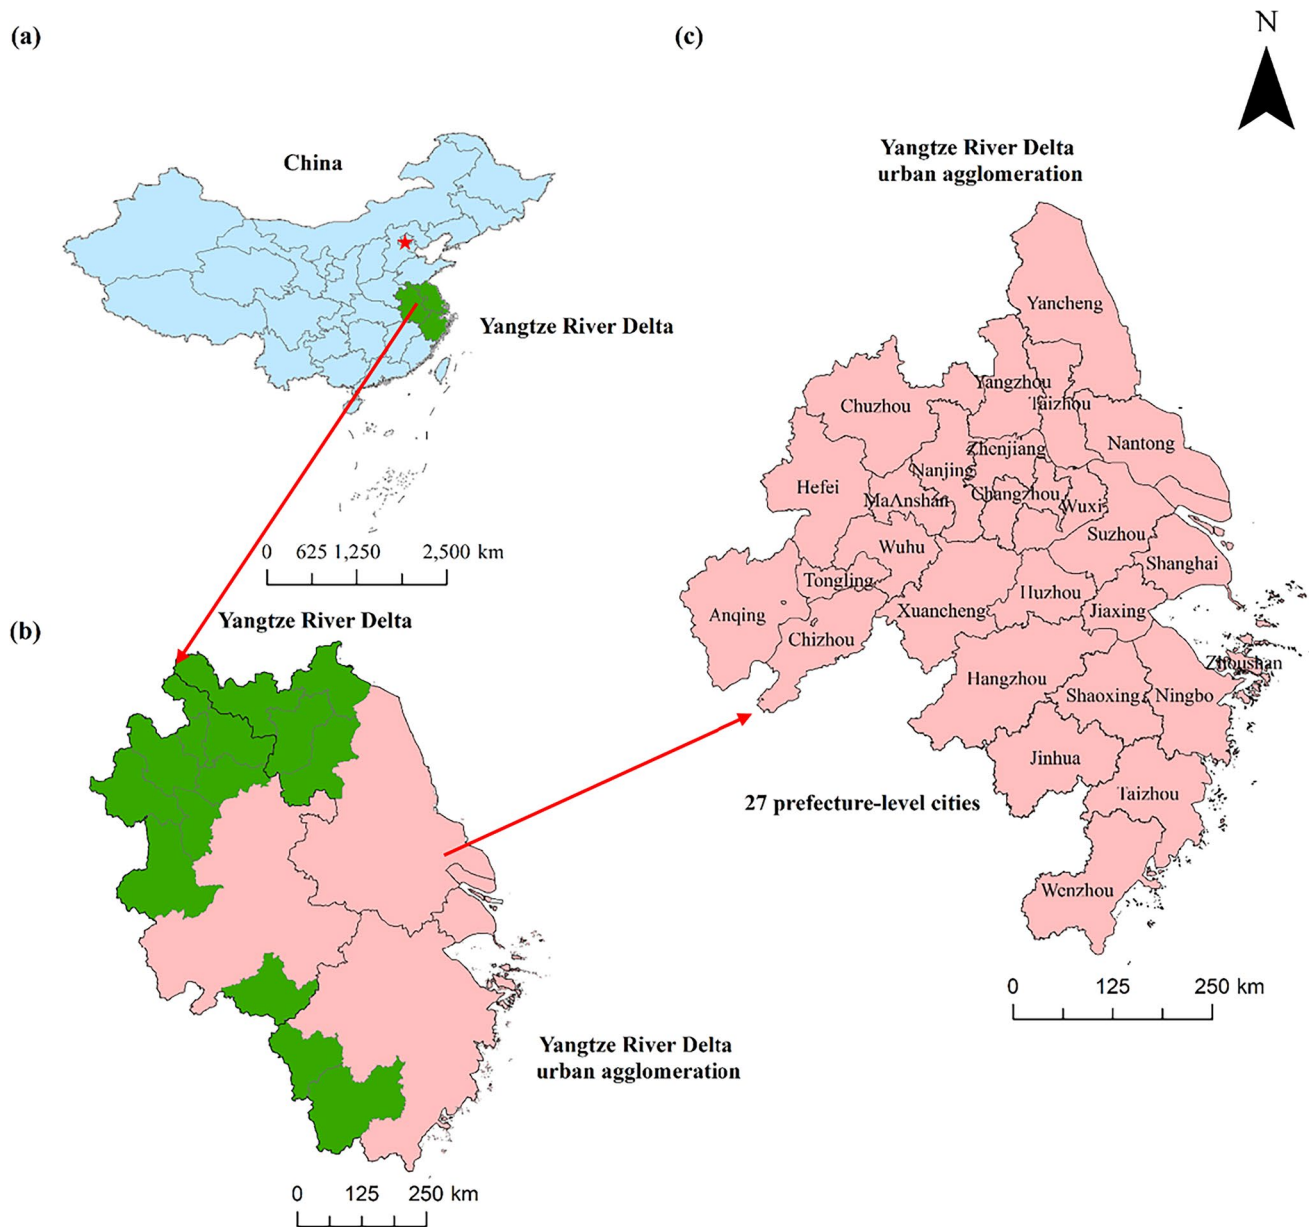 (a)
China
Yangtze River Delta
0 625 1,250 2,500 km
(b)
Yangtze River Delta
Yangtze River Delta
urban agglomeration
0 125 250 km
(c)
N
Yangtze River Delta
urban agglomeration
Yancheng
Yangzhou
Taizhou
Chuzhou
Nantong
Zhenjiang
Nanjing
Hefei
Changzhou
MaAnshan
Wuxi
Suzhou
Wuhu
Shanghai
Tongling
Huzhou
Anqing
Xuancheng
Jiaxing
Chizhou
Zhoushan
Hangzhou
Shaoxing
Ningbo
Jinhua
Taizhou
27 prefecture-level cities
Wenzhou
0 125 250 km